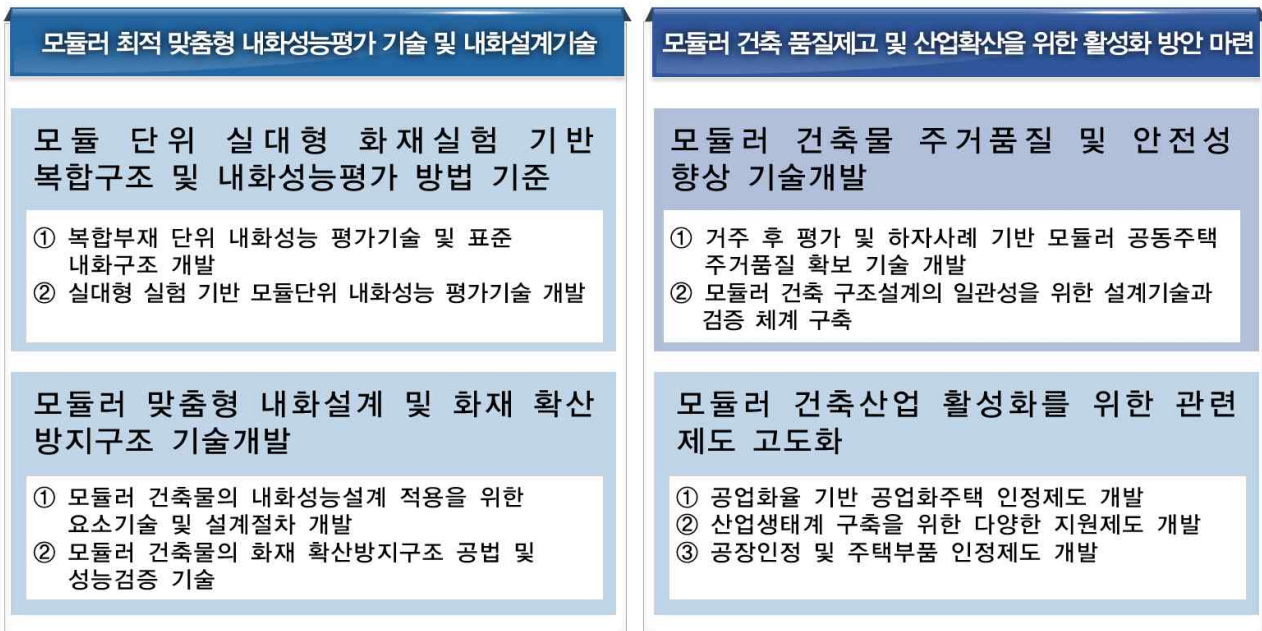 모듈러 최적 맞춤형 내화성능평가 기술 및 내화설계기술
모듈 단위 실대형 화재실험 기반
복합구조 및 내화성능평가 방법 기준
① 복합부재 단위 내화성능 평가기술 및 표준
내화구조 개발
② 실대형 실험 기반 모듈단위 내화성능 평가기술 개발
모듈러 맞춤형 내화설계 및 화재 확산
방지구조 기술개발
① 모듈러 건축물의 내화성능설계 적용을 위한
요소기술 및 설계절차 개발
② 모듈러 건축물의 화재 확산방지구조 공법 및
성능검증 기술
모듈러 건축 품질제고 및 산업확산을 위한 활성화 방안 마련
모듈러 건축물 주거품질 및 안전성
향상 기술개발
① 거주 후 평가 및 하자사례 기반 모듈러 공동주택
주거품질 확보 기술 개발
② 모듈러 건축 구조설계의 일관성을 위한 설계기술과
검증 체계 구축
모듈러 건축산업 활성화를 위한 관련
제도 고도화
① 공업화율 기반 공업화주택 인정제도 개발
② 산업생태계 구축을 위한 다양한 지원제도 개발
③ 공장인정 및 주택부품 인정제도 개발